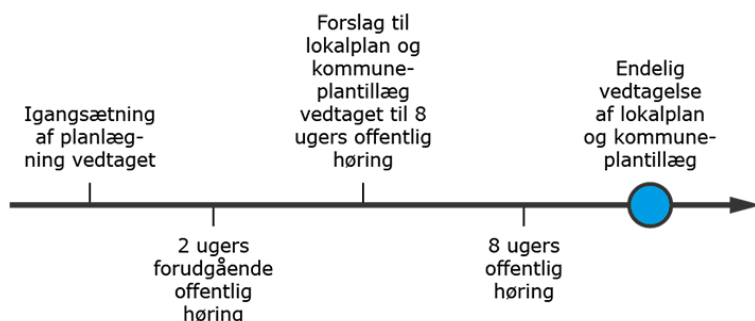 Igangsætning
af planlæg-
ning vedtaget
2 ugers
forudgående
offentlig
høring
Forslag til
lokalplan og
kommune-
plantillæg
vedtaget til 8
ugers offentlig
høring
8 ugers
offentlig
høring
Endelig
vedtagelse
af lokalplan
og kommune-
plantillæg